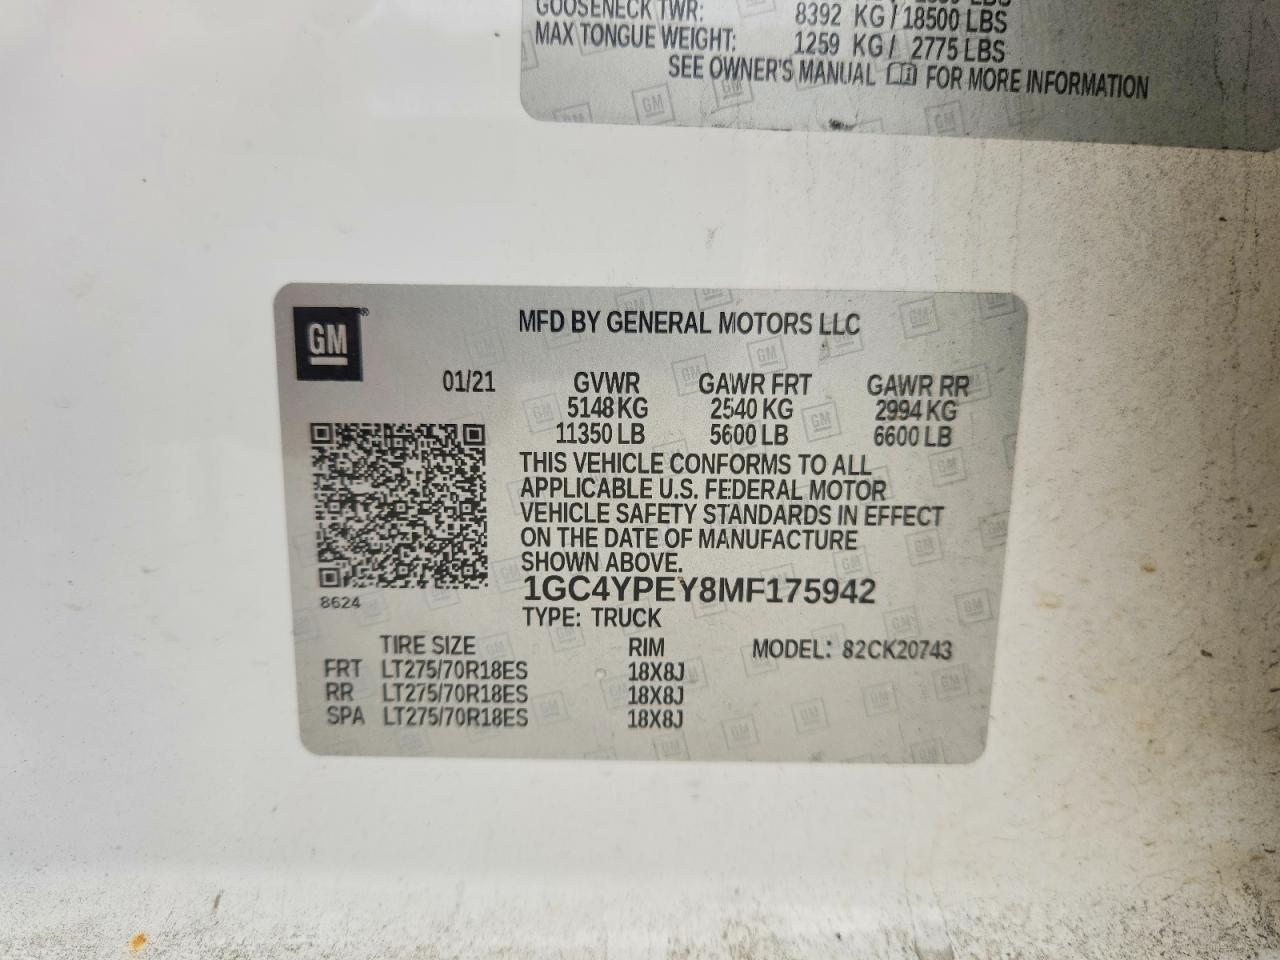 GOOSENECK TWR: 8392 KG / 18500 LBS
MAX TONGUE WEIGHT: 1259 KG / 2775 LBS
SEE OWNER'S MANUAL FOR MORE INFORMATION
GM
MFD BY GENERAL MOTORS LLC
01/21 GVWR GAWR FRT GAWR RR
5148 KG 2540 KG 2994 KG
11350 LB 5600 LB 6600 LB
THIS VEHICLE CONFORMS TO ALL
APPLICABLE U.S. FEDERAL MOTOR
VEHICLE SAFETY STANDARDS IN EFFECT
ON THE DATE OF MANUFACTURE
SHOWN ABOVE.
1GC4YPEY8MF175942
8624
TYPE: TRUCK
TIRE SIZE RIM MODEL: 82CK20743
FRT LT275/70R18ES 18X8J
RR LT275/70R18ES 18X8J
SPA LT275/70R18ES 18X8J